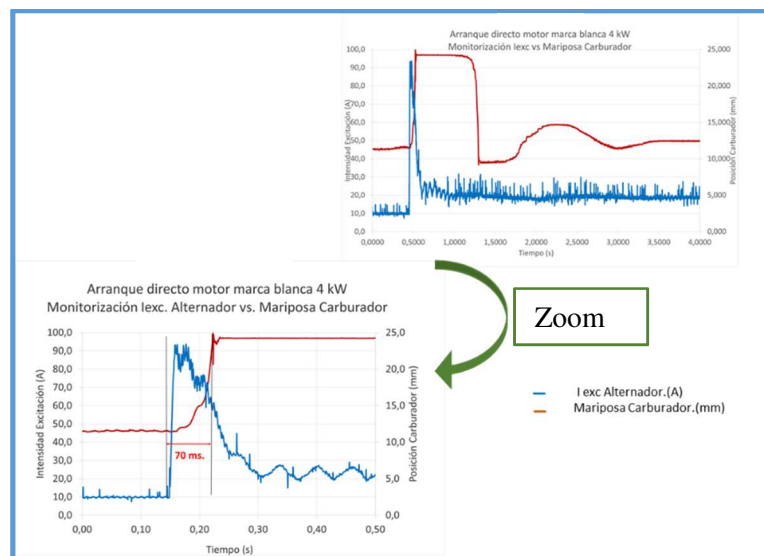 Arranque directo motor marca blanca 4 kW
Monitorización Iexc vs Mariposa Carburador
Intensidad Excitación (A)
100,0
90,0
80,0
70,0
60,0
50,0
40,0
30,0
20,0
10,0
0,0
25,000
20,000
15,000
10,000
5,000
0,000
Posición Carburador (mm)
0,0000 0,5000 1,0000 1,5000 2,0000 2,5000 3,0000 3,5000 4,0000
Tiempo (s)
Arranque directo motor marca blanca 4 kW
Monitorización Iexc. Alternador vs. Mariposa Carburador
Intensidad Excitación (A)
100,0
90,0
80,0
70,0
60,0
50,0
40,0
30,0
20,0
10,0
0,0
70 ms.
25,0
20,0
15,0
10,0
5,0
0,0
Posición Carburador (mm)
0,00 0,10 0,20 0,30 0,40 0,50
Tiempo (s)
Zoom
I exc Alternador.(A)
Mariposa Carburador.(mm)